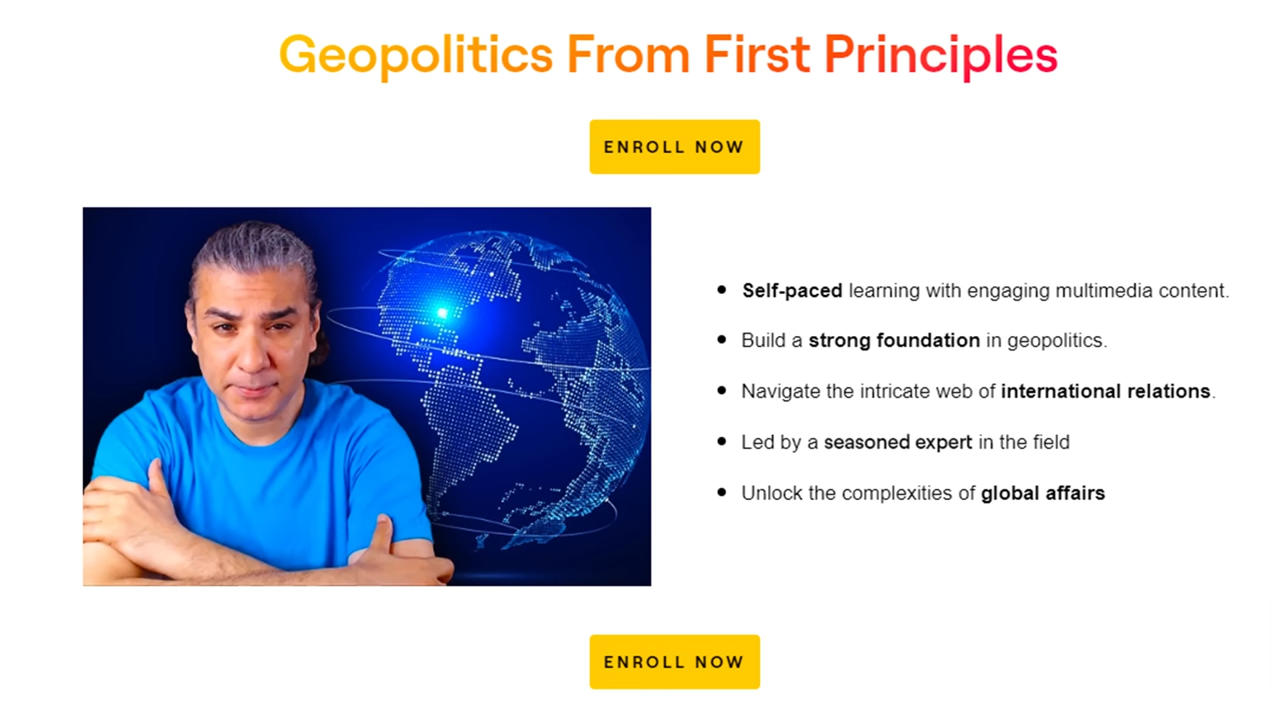 Geopolitics From First Principles
ENROLL NOW
Self-paced learning with engaging multimedia content.
Build a strong foundation in geopolitics.
Navigate the intricate web of international relations.
Led by a seasoned expert in the field
Unlock the complexities of global affairs
ENROLL NOW